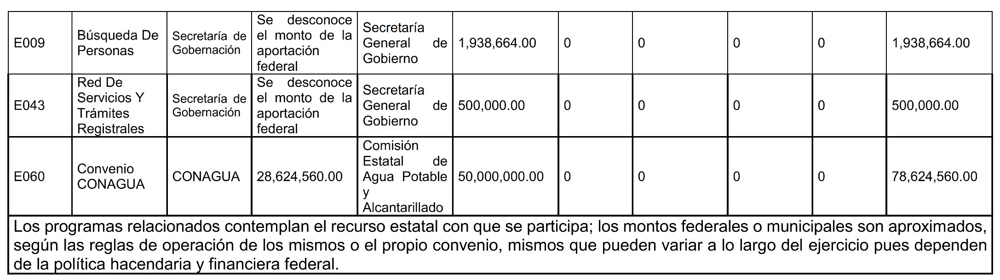 E009 Búsqueda De Personas Secretaría de Gobernación Se desconoce el monto de la aportación federal Secretaría General de Gobierno 1,938,664.00 0 0 0 0 1,938,664.00
E043 Red De Servicios Y Trámites Registrales Secretaría de Gobernación Se desconoce el monto de la aportación federal Secretaría General de Gobierno 500,000.00 0 0 0 0 500,000.00
E060 Convenio CONAGUA CONAGUA 28,624,560.00 Comisión Estatal de Agua Potable y Alcantarillado 50,000,000.00 0 0 0 0 78,624,560.00
Los programas relacionados contemplan el recurso estatal con que se participa; los montos federales o municipales son aproximados,
según las reglas de operación de los mismos o el propio convenio, mismos que pueden variar a lo largo del ejercicio pues dependen
de la política hacendaria y financiera federal.